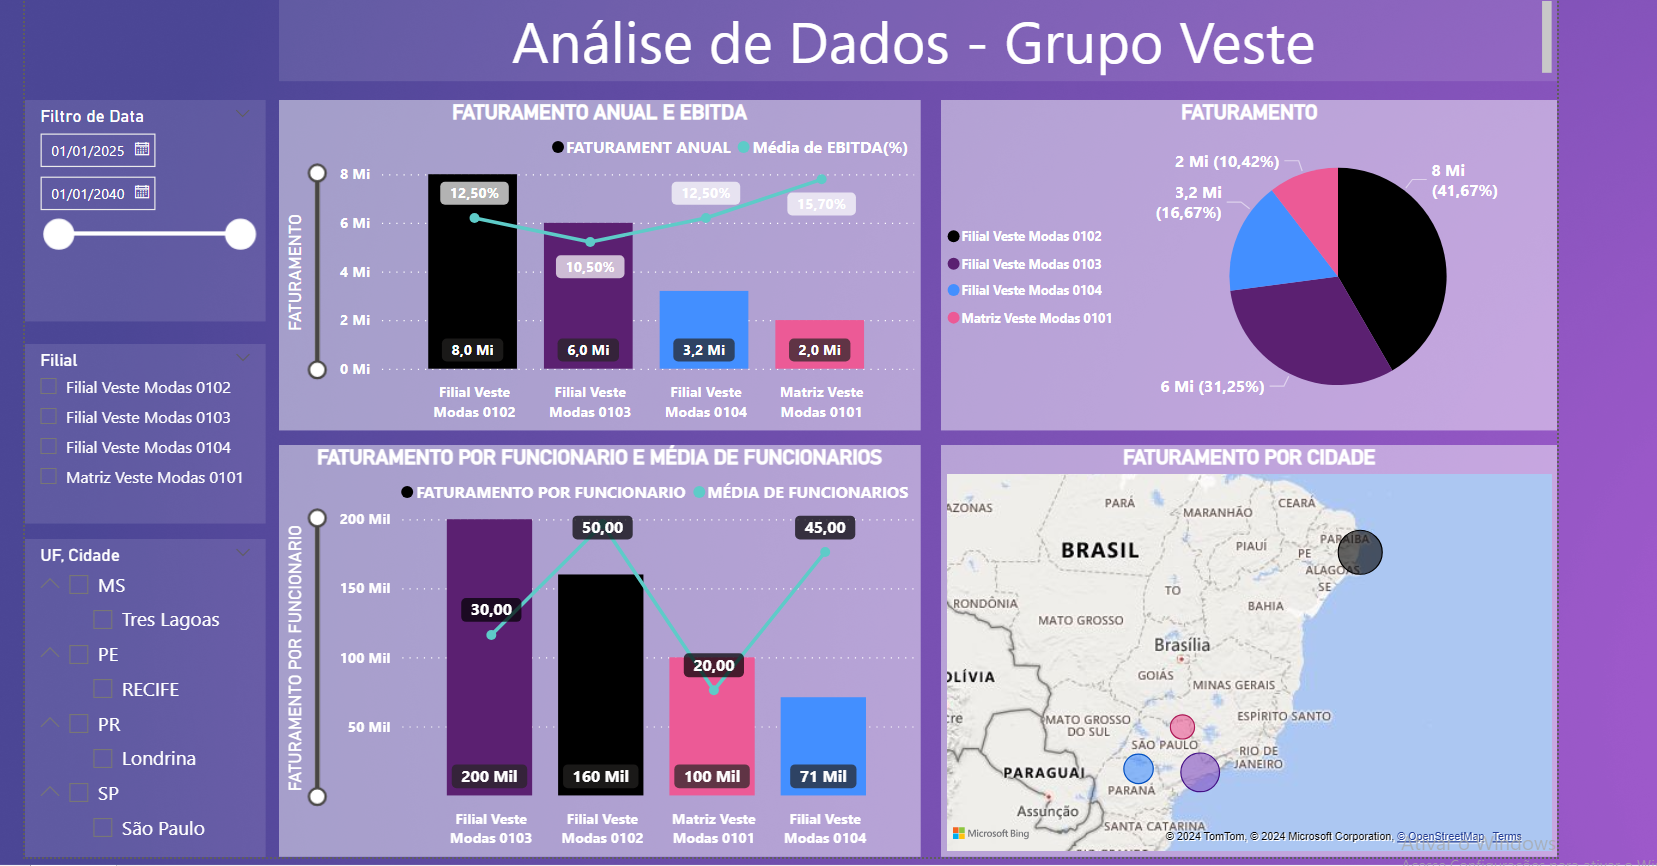 Análise de Dados - Grupo Veste
Filtro de Data
01/01/2025
01/01/2040
Filial
Filial Veste Modas 0102
Filial Veste Modas 0103
Filial Veste Modas 0104
Matriz Veste Modas 0101
UF, Cidade
MS
Tres Lagoas
PE
RECIFE
PR
Londrina
SP
São Paulo
FATURAMENTO ANUAL E EBITDA
FATURAMENT ANUAL
Média de EBITDA(%)
FATURAMENTO
8 Mi
6 Mi
4 Mi
2 Mi
0 Mi
12,50%
10,50%
12,50%
15,70%
8,0 Mi
6,0 Mi
3,2 Mi
2,0 Mi
Filial Veste
Modas 0102
Filial Veste
Modas 0103
Filial Veste
Modas 0104
Matriz Veste
Modas 0101
FATURAMENTO
2 Mi (10,42%)
3,2 Mi
(16,67%)
8 Mi
(41,67%)
6 Mi (31,25%)
Filial Veste Modas 0102
Filial Veste Modas 0103
Filial Veste Modas 0104
Matriz Veste Modas 0101
FATURAMENTO POR FUNCIONARIO E MÉDIA DE FUNCIONARIOS
FATURAMENTO POR FUNCIONARIO
MÉDIA DE FUNCIONARIOS
FATURAMENTO POR FUNCIONARIO
200 Mil
150 Mil
100 Mil
50 Mil
30,00
50,00
20,00
45,00
200 Mil
160 Mil
100 Mil
71 Mil
Filial Veste
Modas 0103
Filial Veste
Modas 0102
Matriz Veste
Modas 0101
Filial Veste
Modas 0104
FATURAMENTO POR CIDADE
AZONAS
PARÁ
MARANHÃO
CEARÁ
BRASIL
PIAUÍ
PARAÍBA
PE
ALAGOAS
SE
TO
RONDÔNIA
BAHIA
MATO GROSSO
Brasília
OLÍVIA
GOIÁS
MINAS GERAIS
cre
MATO GROSSO
DO SUL
ESPÍRITO SANTO
SÃO PAULO
RIO DE
JANEIRO
PARAGUAI
PARANÁ
Assunção
SANTA CATARINA
Microsoft Bing
© 2024 TomTom, © 2024 Microsoft Corporation, © OpenStreetMap Terms
Ativar o Windows